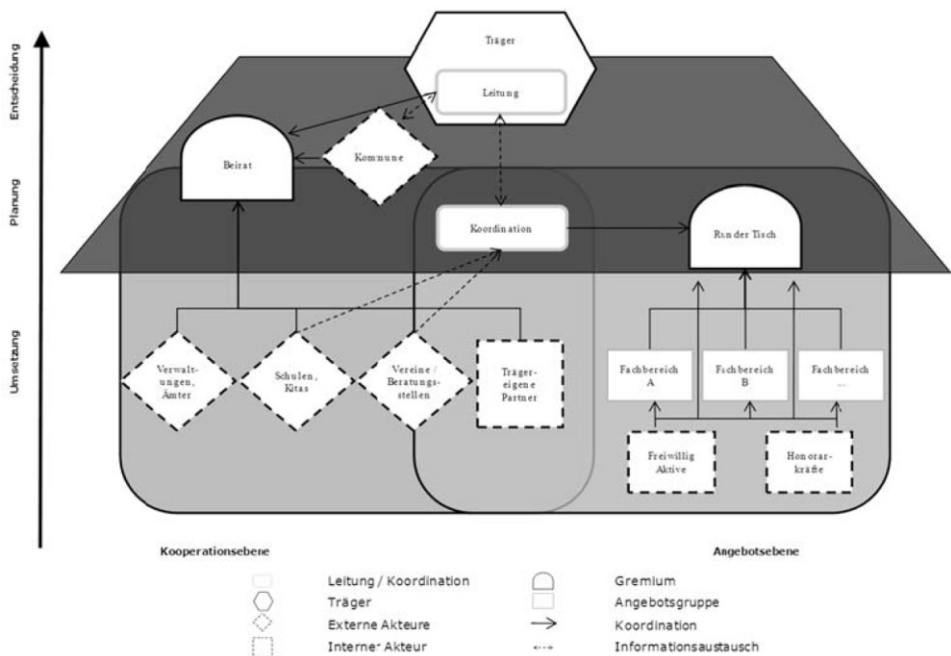 Entscheidung
Planung
Umsetzung
Träger
Leitung
Beirat
Kommune
Koordination
Runder Tisch
Verwalt-
ungen,
Ämter
Schulen,
Kitas
Vereine /
Beratungs-
stellen
Träger-
eigene
Partner
Fachbereich
A
Fachbereich
B
Fachbereich
...
Freiwillig
Aktive
Honorar-
kräfte
Kooperationsebene
Angebotsebene
Leitung / Koordination
Träger
Externe Akteure
Interner Akteur
Gremium
Angebotsgruppe
Koordination
Informationsaustausch